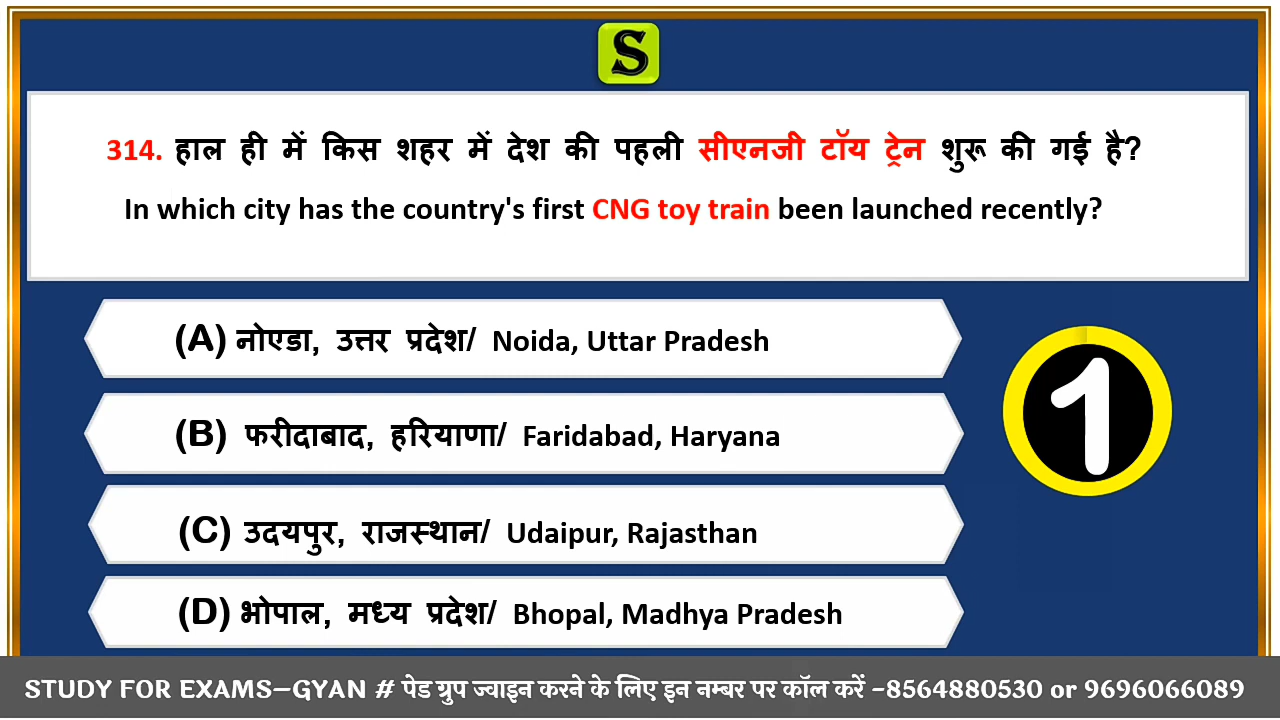 S
314. हाल ही में किस शहर में देश की पहली सीएनजी टॉय ट्रेन शुरू की गई है?
In which city has the country's first CNG toy train been launched recently?
(A) नोएडा, उत्तर प्रदेश/ Noida, Uttar Pradesh
(B) फरीदाबाद, हरियाणा/ Faridabad, Haryana
1
(C) उदयपुर, राजस्थान/ Udaipur, Rajasthan
(D) भोपाल, मध्य प्रदेश/ Bhopal, Madhya Pradesh
STUDY FOR EXAMS–GYAN # पेड ग्रुप ज्वाइन करने के लिए इन नम्बर पर कॉल करें -8564880530 or 9696066089